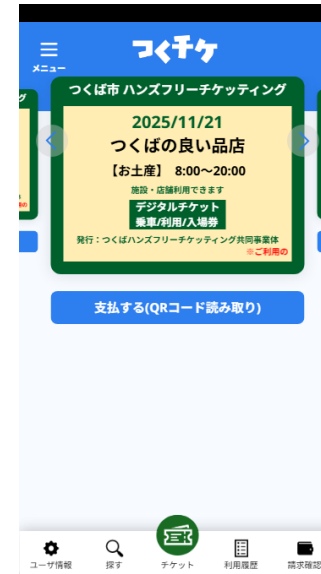 つくチケ
メニュー
つくば市 ハンズフリーチケッティング
2025/11/21
つくばの良い品店
【お土産】 8:00～20:00
施設・店舗利用できます
デジタルチケット
乗車/利用/入場券
発行：つくばハンズフリーチケッティング共同事業体
※ご利用の
支払する(QRコード読み取り)
ユーザ情報
探す
チケット
利用履歴
請求確認